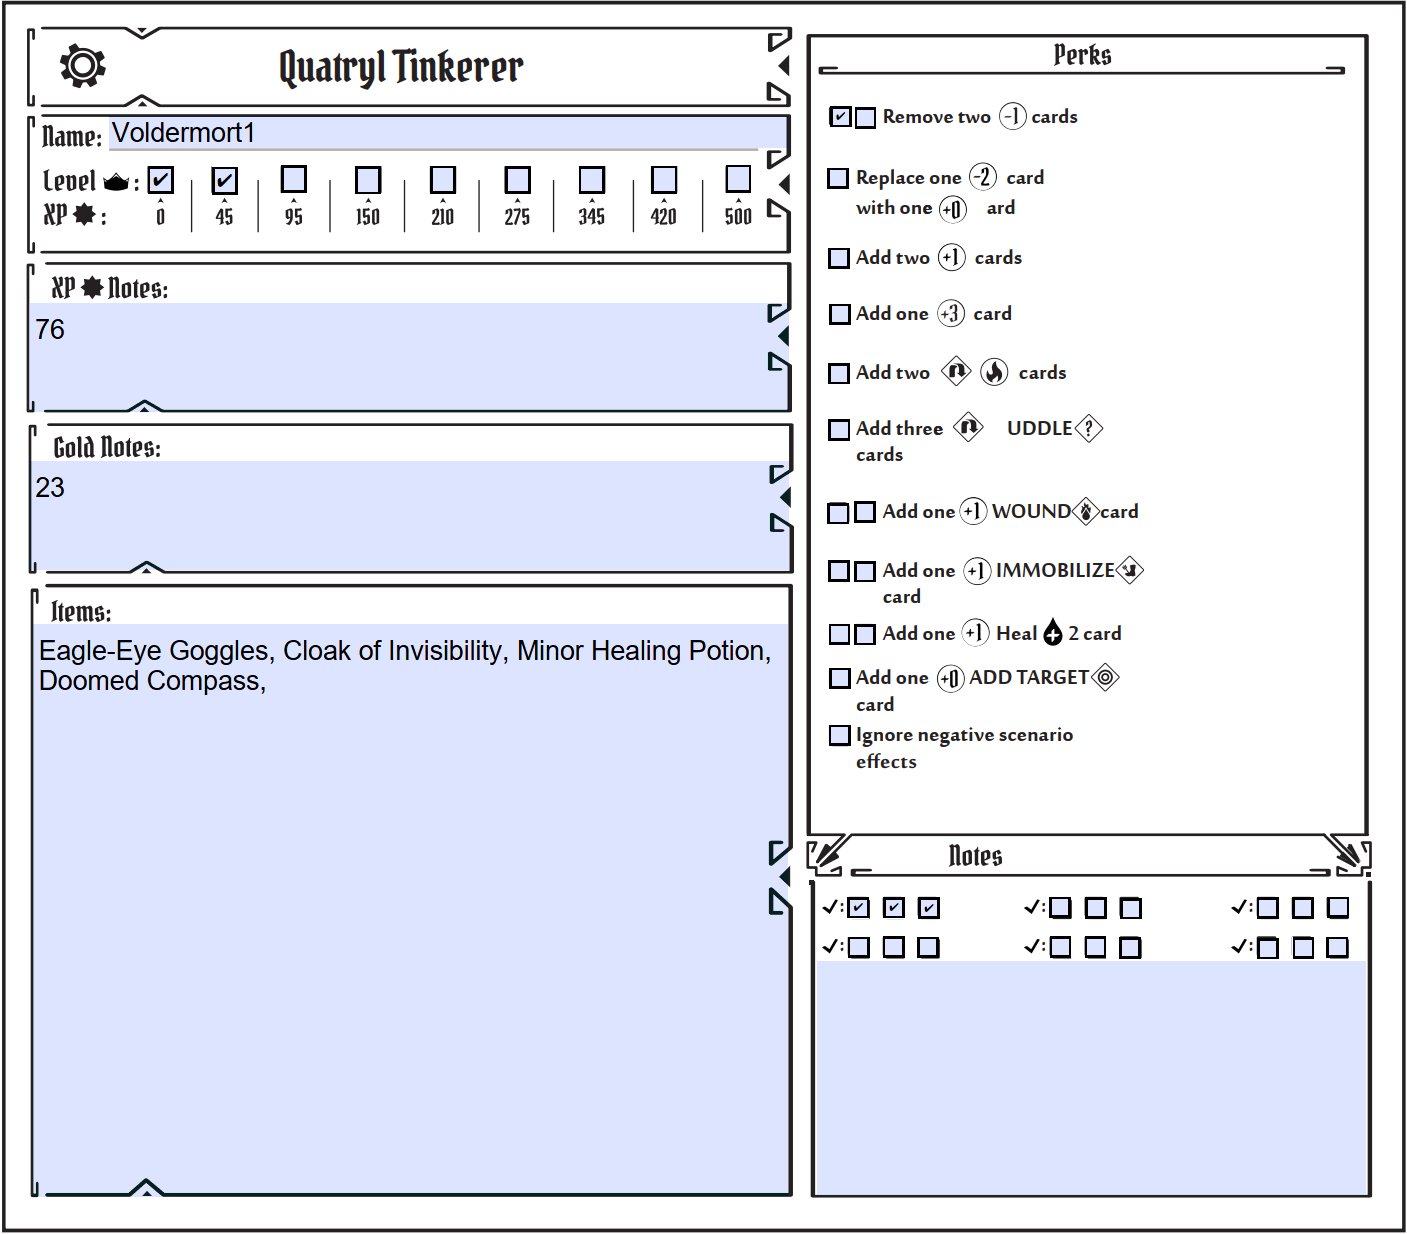 Quatryl Tinkerer
Name: Voldermort1
Level : ✔ ✔
XP : 0 45 95 150 210 275 345 420 500
XP Notes:
76
Gold Notes:
23
Items:
Eagle-Eye Goggles, Cloak of Invisibility, Minor Healing Potion,
Doomed Compass,
Perks
✔ Remove two -1 cards
Replace one -2 card
with one +0 ard
Add two +1 cards
Add one +3 card
Add two cards
Add three UDDLE ?
cards
Add one +1 WOUND card
Add one +1 IMMOBILIZE
card
Add one +1 Heal 2 card
Add one +0 ADD TARGET
card
Ignore negative scenario
effects
Notes
✓: ✔ ✔ ✔ ✓: ✓:
✓: ✓: ✓: